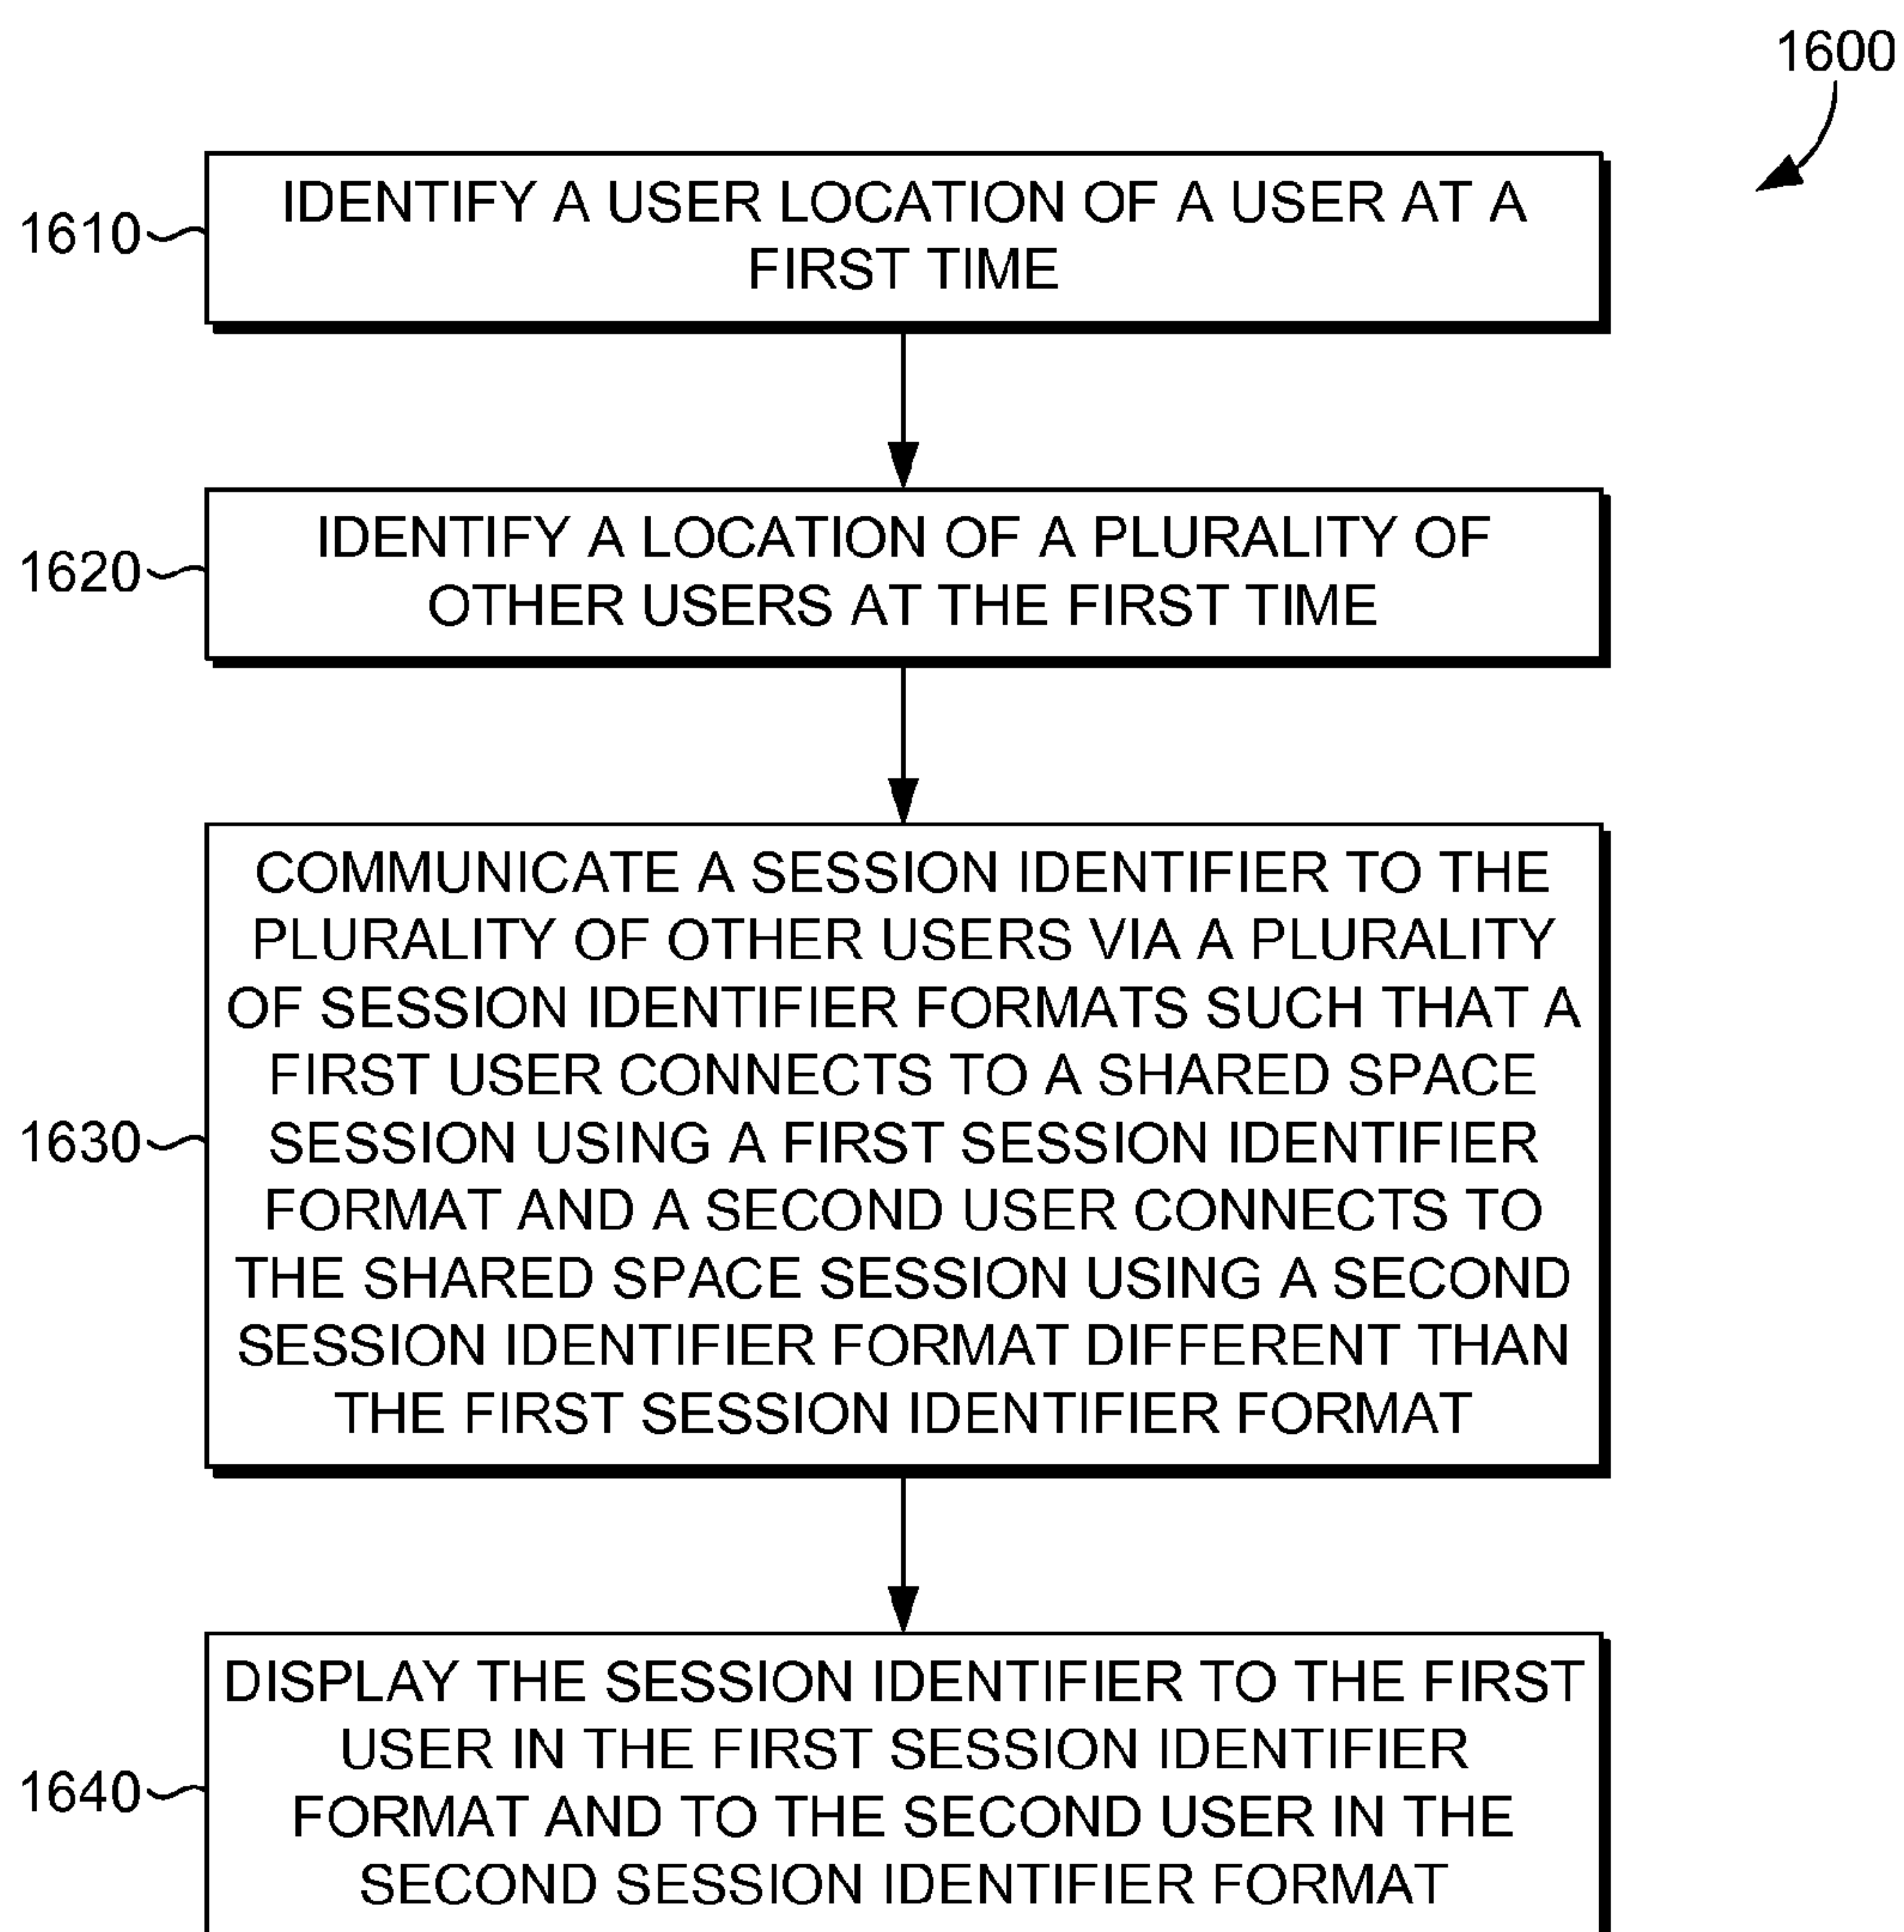 1600
1610
IDENTIFY A USER LOCATION OF A USER AT A
FIRST TIME
1620
IDENTIFY A LOCATION OF A PLURALITY OF
OTHER USERS AT THE FIRST TIME
1630
COMMUNICATE A SESSION IDENTIFIER TO THE
PLURALITY OF OTHER USERS VIA A PLURALITY
OF SESSION IDENTIFIER FORMATS SUCH THAT A
FIRST USER CONNECTS TO A SHARED SPACE
SESSION USING A FIRST SESSION IDENTIFIER
FORMAT AND A SECOND USER CONNECTS TO
THE SHARED SPACE SESSION USING A SECOND
SESSION IDENTIFIER FORMAT DIFFERENT THAN
THE FIRST SESSION IDENTIFIER FORMAT
1640
DISPLAY THE SESSION IDENTIFIER TO THE FIRST
USER IN THE FIRST SESSION IDENTIFIER
FORMAT AND TO THE SECOND USER IN THE
SECOND SESSION IDENTIFIER FORMAT